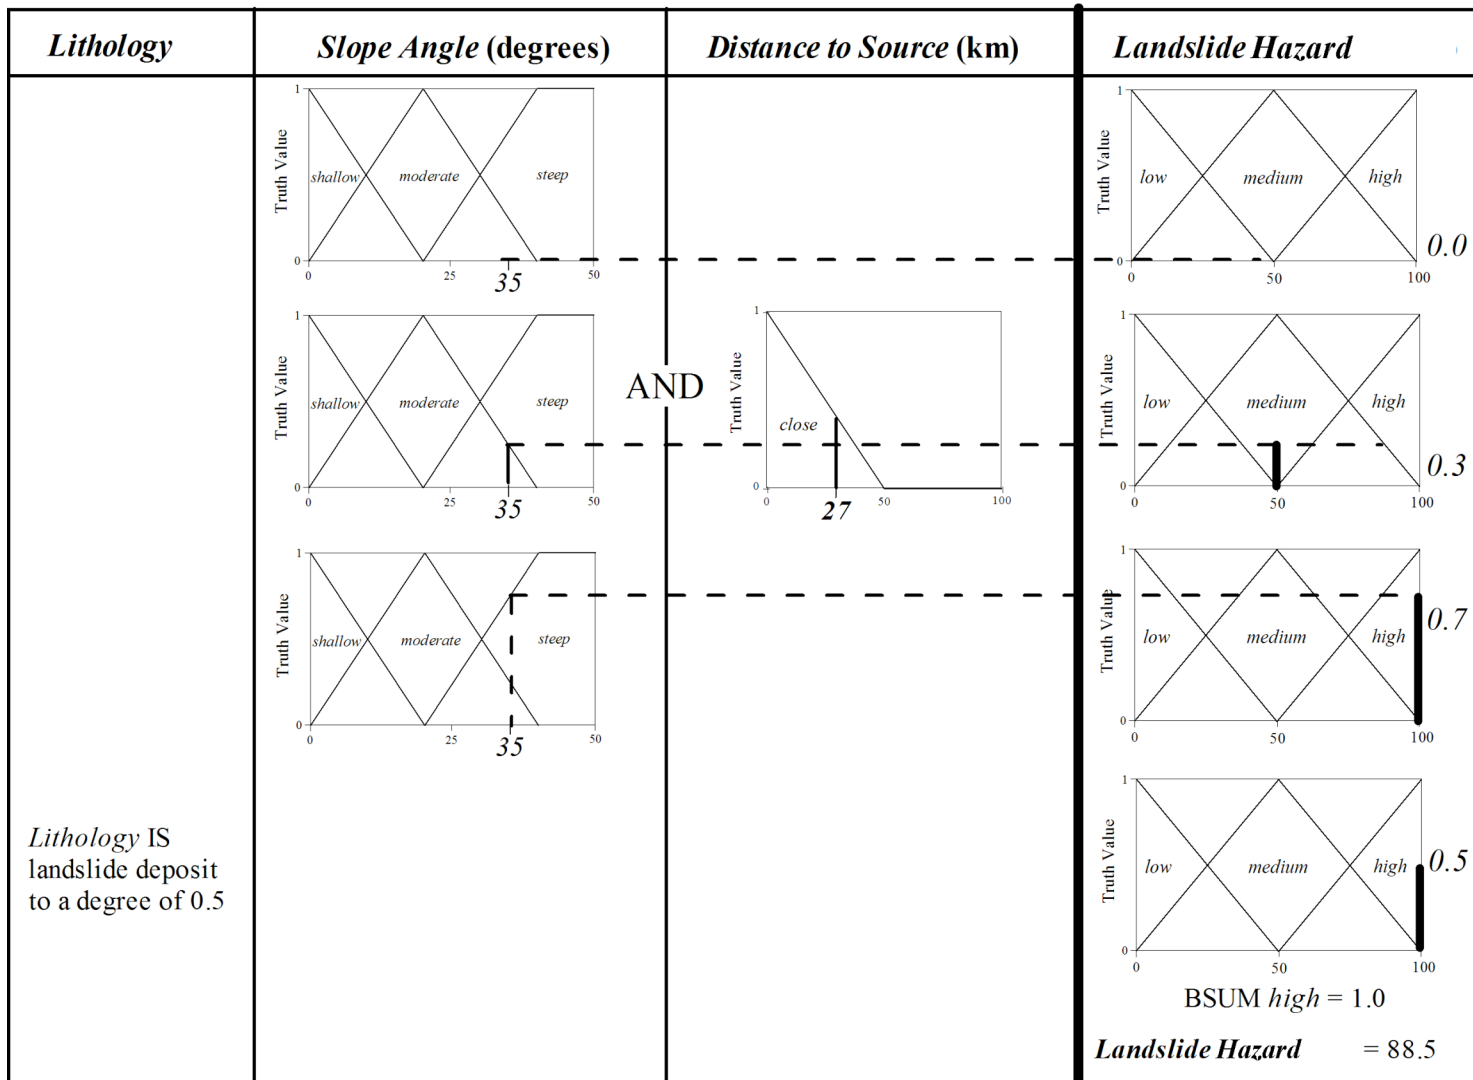 Lithology
Slope Angle (degrees)
Distance to Source (km)
Landslide Hazard
1
Truth Value
shallow
moderate
steep
0
0
25
50
35
1
Truth Value
low
medium
high
0
0
50
100
0.0
1
Truth Value
shallow
moderate
steep
0
0
25
50
35
AND
1
Truth Value
close
0
0
50
100
27
1
Truth Value
low
medium
high
0
0
50
100
0.3
1
Truth Value
shallow
moderate
steep
0
0
25
50
35
1
Truth Value
low
medium
high
0
0
50
100
0.7
Lithology IS
landslide deposit
to a degree of 0.5
1
Truth Value
low
medium
high
0
0
50
100
0.5
BSUM high = 1.0
Landslide Hazard = 88.5